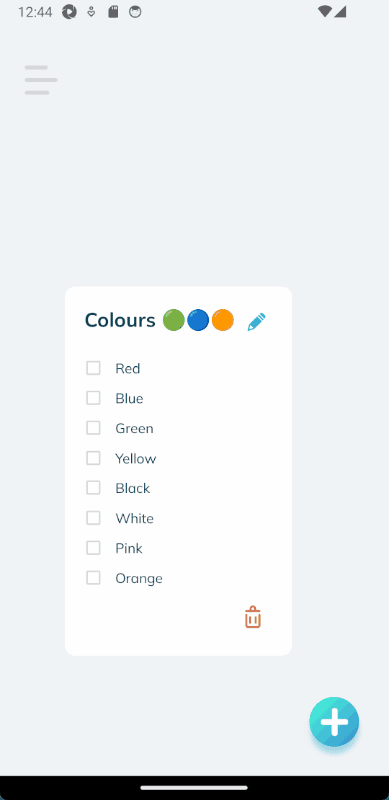 12:44
Colours 🟢🔵🟠
Red
Blue
Green
Yellow
Black
White
Pink
Orange